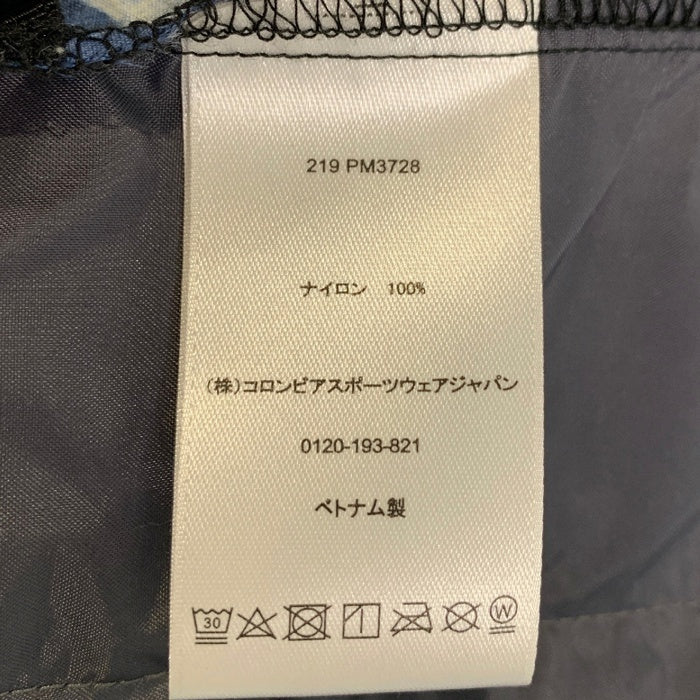 219 PM3728
ナイロン 100%
(株)コロンビアスポーツウェアジャパン
0120-193-821
ベトナム製
30 W